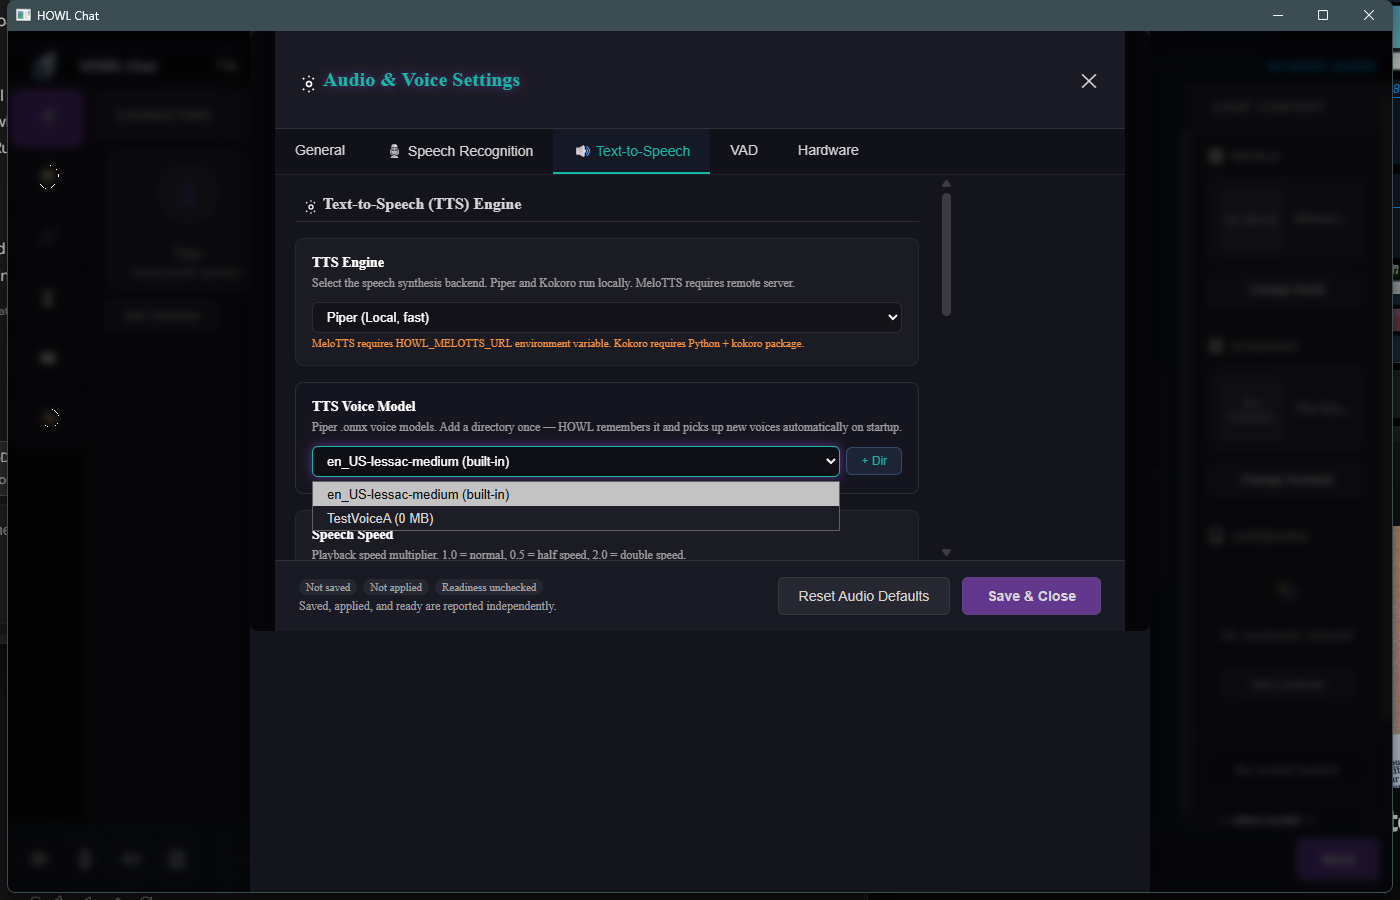 HOWL Chat
Audio & Voice Settings
General
Speech Recognition
Text-to-Speech
VAD
Hardware
Text-to-Speech (TTS) Engine
TTS Engine
Select the speech synthesis backend. Piper and Kokoro run locally. MeloTTS requires remote server.
Piper (Local, fast)
MeloTTS requires HOWL_MELOTTS_URL environment variable. Kokoro requires Python + kokoro package.
TTS Voice Model
Piper .onnx voice models. Add a directory once — HOWL remembers it and picks up new voices automatically on startup.
en_US-lessac-medium (built-in)
+ Dir
en_US-lessac-medium (built-in)
TestVoiceA (0 MB)
Speech Speed
Playback speed multiplier. 1.0 = normal, 0.5 = half speed, 2.0 = double speed.
Not saved
Not applied
Readiness unchecked
Saved, applied, and ready are reported independently.
Reset Audio Defaults
Save & Close